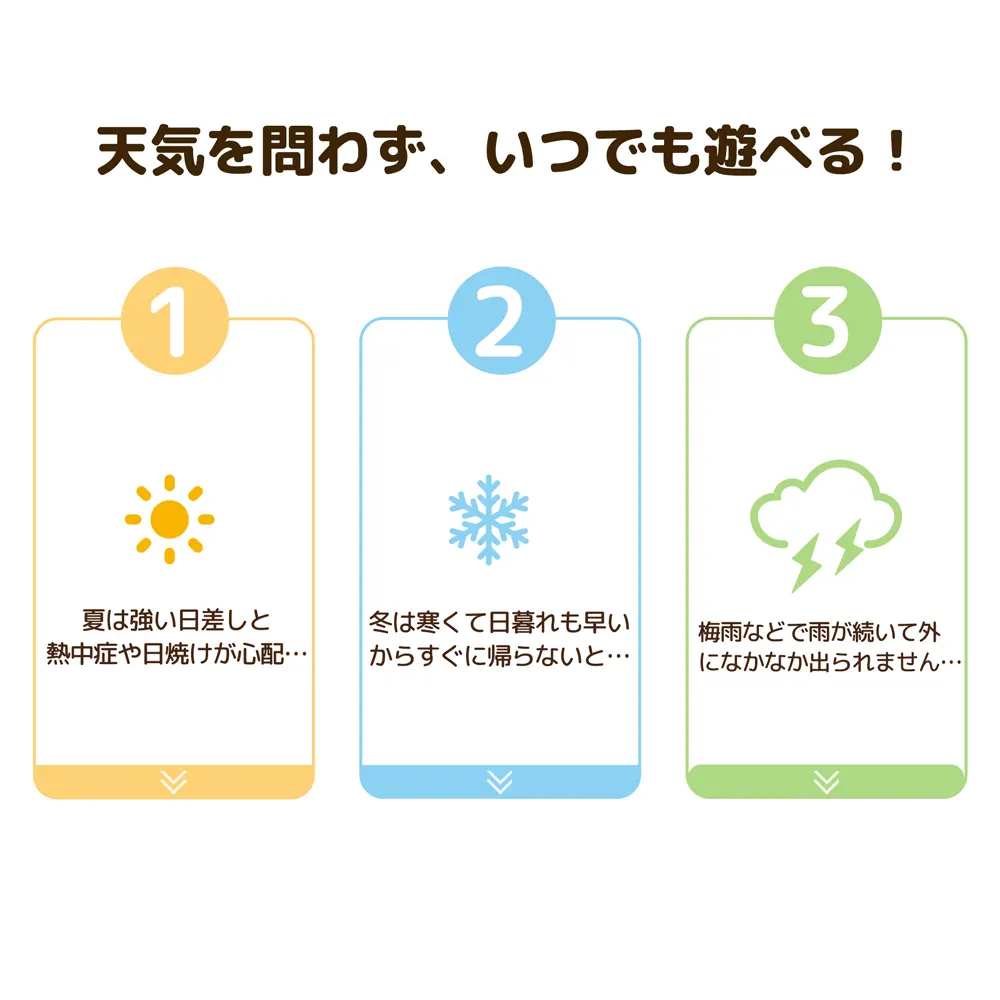 天気を問わず、いつでも遊べる！
1
夏は強い日差しと
熱中症や日焼けが心配…
2
冬は寒くて日暮れも早い
からすぐに帰らないと…
3
梅雨などで雨が続いて外
になかなか出られません…